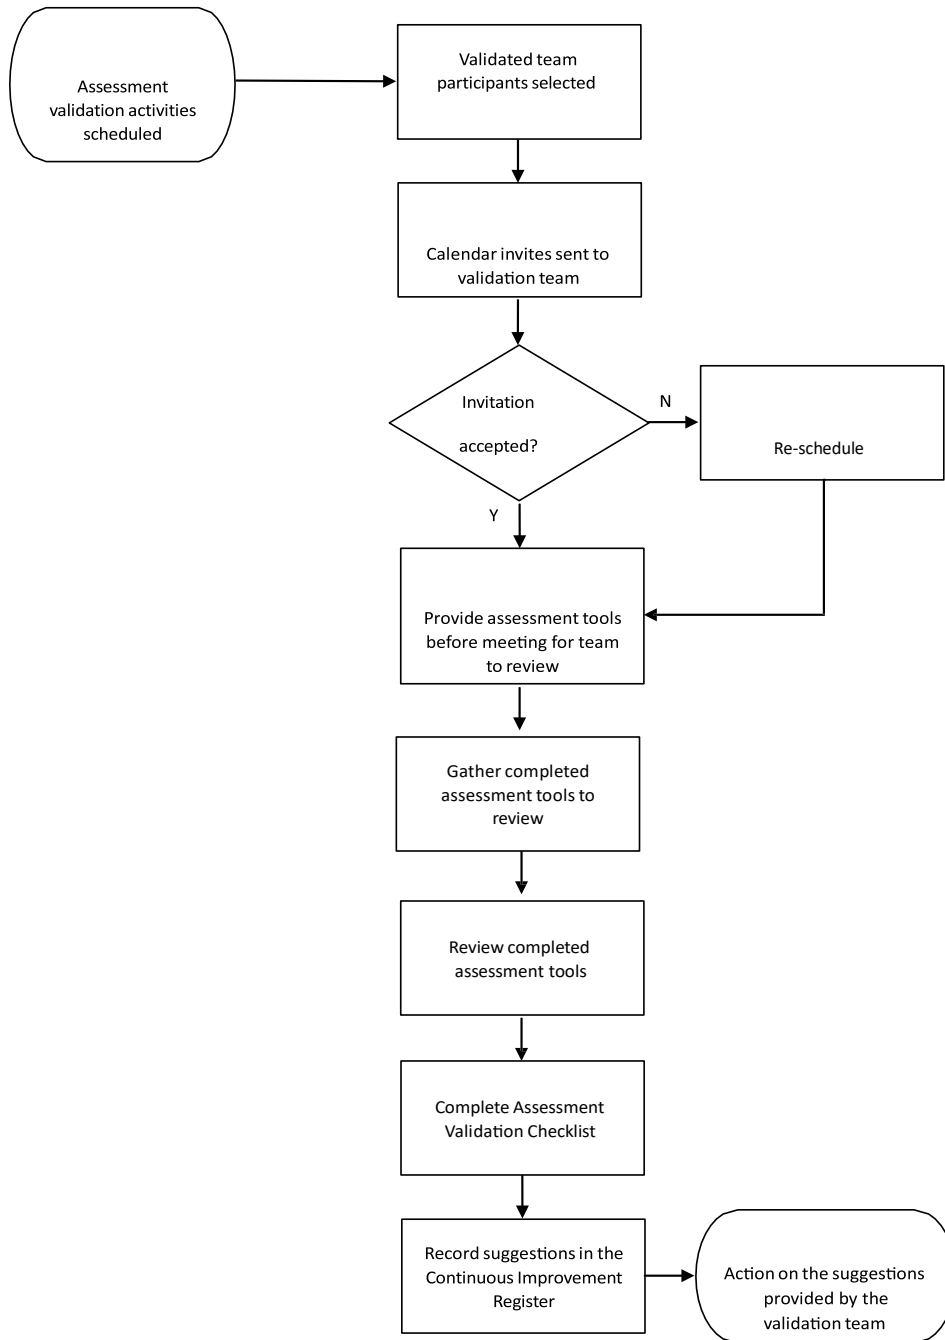 Assessment
validation activities
scheduled
Validated team
participants selected
Calendar invites sent to
validation team
Invitation
accepted?
N
Re-schedule
Y
Provide assessment tools
before meeting for team
to review
Gather completed
assessment tools to
review
Review completed
assessment tools
Complete Assessment
Validation Checklist
Record suggestions in the
Continuous Improvement
Register
Action on the suggestions
provided by the
validation team